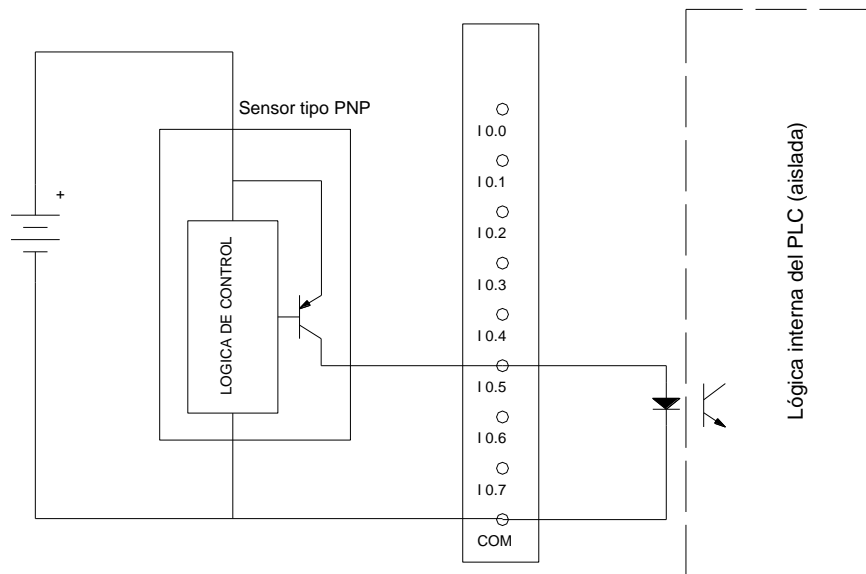 Sensor tipo PNP
+
LOGICA DE CONTROL
I 0.0
I 0.1
I 0.2
I 0.3
I 0.4
I 0.5
I 0.6
I 0.7
COM
Lógica interna del PLC (aislada)